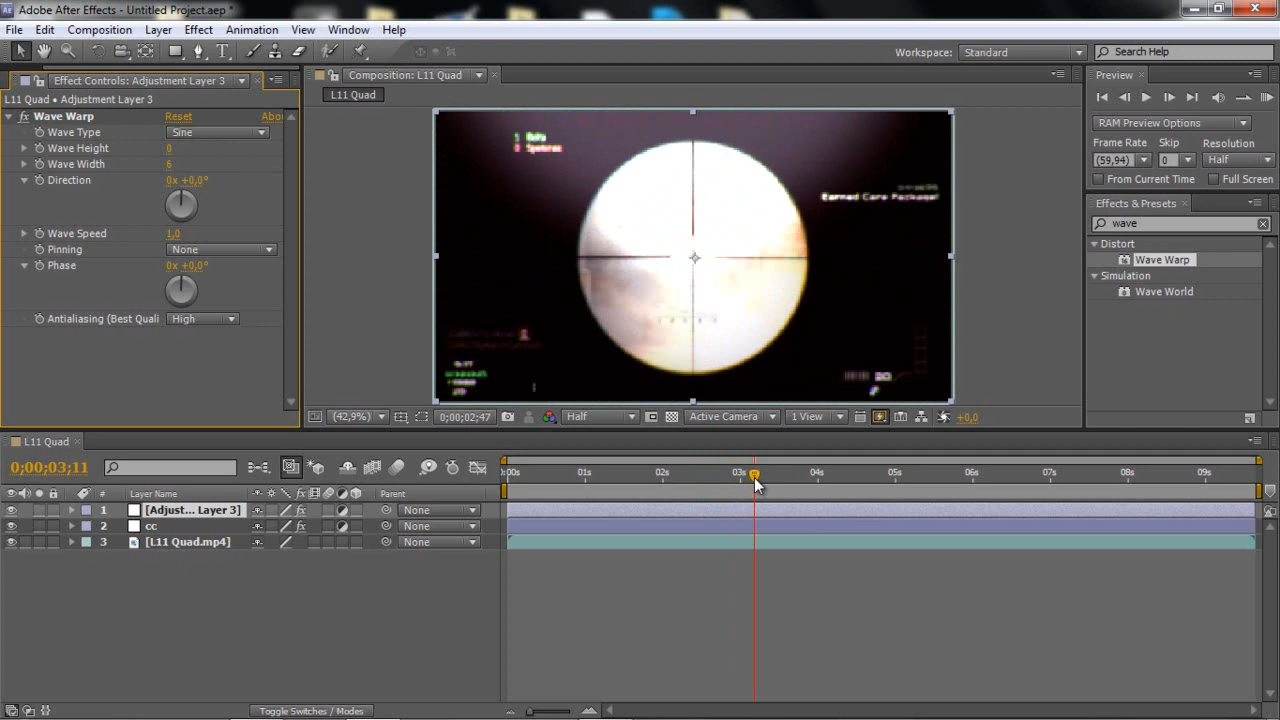 Adobe After Effects - Untitled Project.aep *
File Edit Composition Layer Effect Animation View Window Help
Workspace: Standard Search Help
Effect Controls: Adjustment Layer 3
L11 Quad • Adjustment Layer 3
fx Wave Warp Reset
Wave Type Sine
Wave Height 0
Wave Width 6
Direction 0x +0,0°
Wave Speed 1,0
Pinning None
Phase 0x +0,0°
Antialiasing (Best Quali High
Composition: L11 Quad
L11 Quad
Earned Care Package!
(42,9%) 0;00;02;47 Half Active Camera 1 View +0,0
Preview
RAM Preview Options
Frame Rate Skip Resolution
(59,94) 0 Half
From Current Time Full Screen
Effects & Presets
wave
Distort
Wave Warp
Simulation
Wave World
L11 Quad
0;00;03;11
:00s 01s 02s 03s 04s 05s 06s 07s 08s 09s
# Layer Name Parent
1 [Adjust... Layer 3] fx None
2 cc fx None
3 [L11 Quad.mp4] None
Toggle Switches / Modes